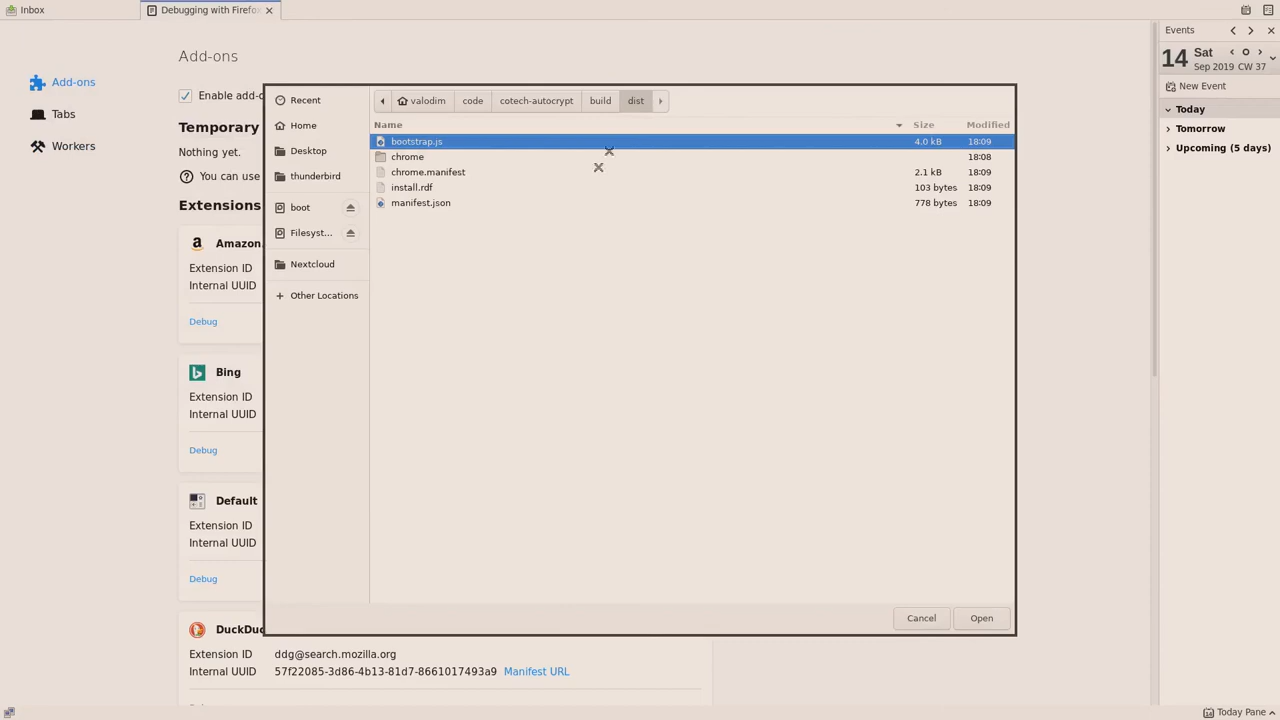 Inbox
Debugging with Firefox
Add-ons
Tabs
Workers
Add-ons
Enable add-o
Temporary
Nothing yet.
You can use
Extensions
Amazon.
Extension ID
Internal UUID
Debug
Bing
Extension ID
Internal UUID
Debug
Default
Extension ID
Internal UUID
Debug
DuckDuc
Extension ID ddg@search.mozilla.org
Internal UUID 57f22085-3d86-4b13-81d7-8661017493a9 Manifest URL
Recent
Home
Desktop
thunderbird
boot
Filesyst...
Nextcloud
+ Other Locations
valodim code cotech-autocrypt build dist
Name Size Modified
bootstrap.js 4.0 kB 18:09
chrome 18:08
chrome.manifest 2.1 kB 18:09
install.rdf 103 bytes 18:09
manifest.json 778 bytes 18:09
Cancel Open
Events
14 Sat
Sep 2019 CW 37
New Event
Today
Tomorrow
Upcoming (5 days)
14 Today Pane